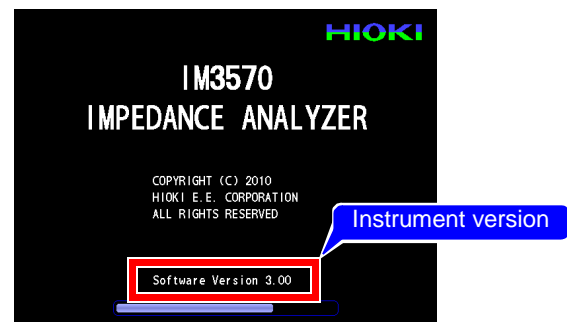 HIOKI
IM3570
IMPEDANCE ANALYZER
COPYRIGHT (C) 2010
HIOKI E.E. CORPORATION
ALL RIGHTS RESERVED
Instrument version
Software Version 3.00